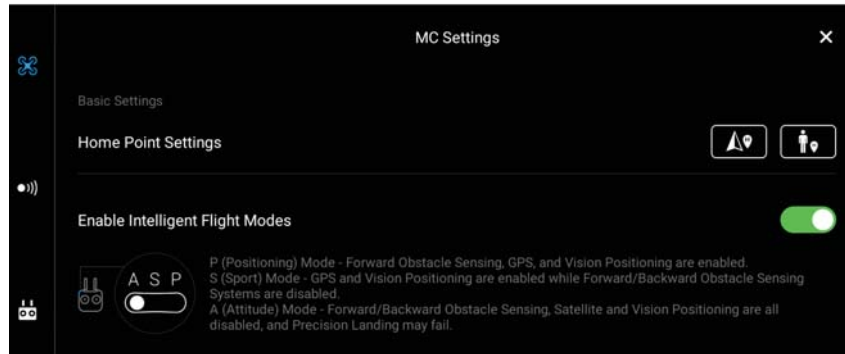 MC Settings
Basic Settings
Home Point Settings
Enable Intelligent Flight Modes
A S P
P (Positioning) Mode - Forward Obstacle Sensing, GPS, and Vision Positioning are enabled.
S (Sport) Mode - GPS and Vision Positioning are enabled while Forward/Backward Obstacle Sensing
Systems are disabled.
A (Attitude) Mode - Forward/Backward Obstacle Sensing, Satellite and Vision Positioning are all
disabled, and Precision Landing may fail.